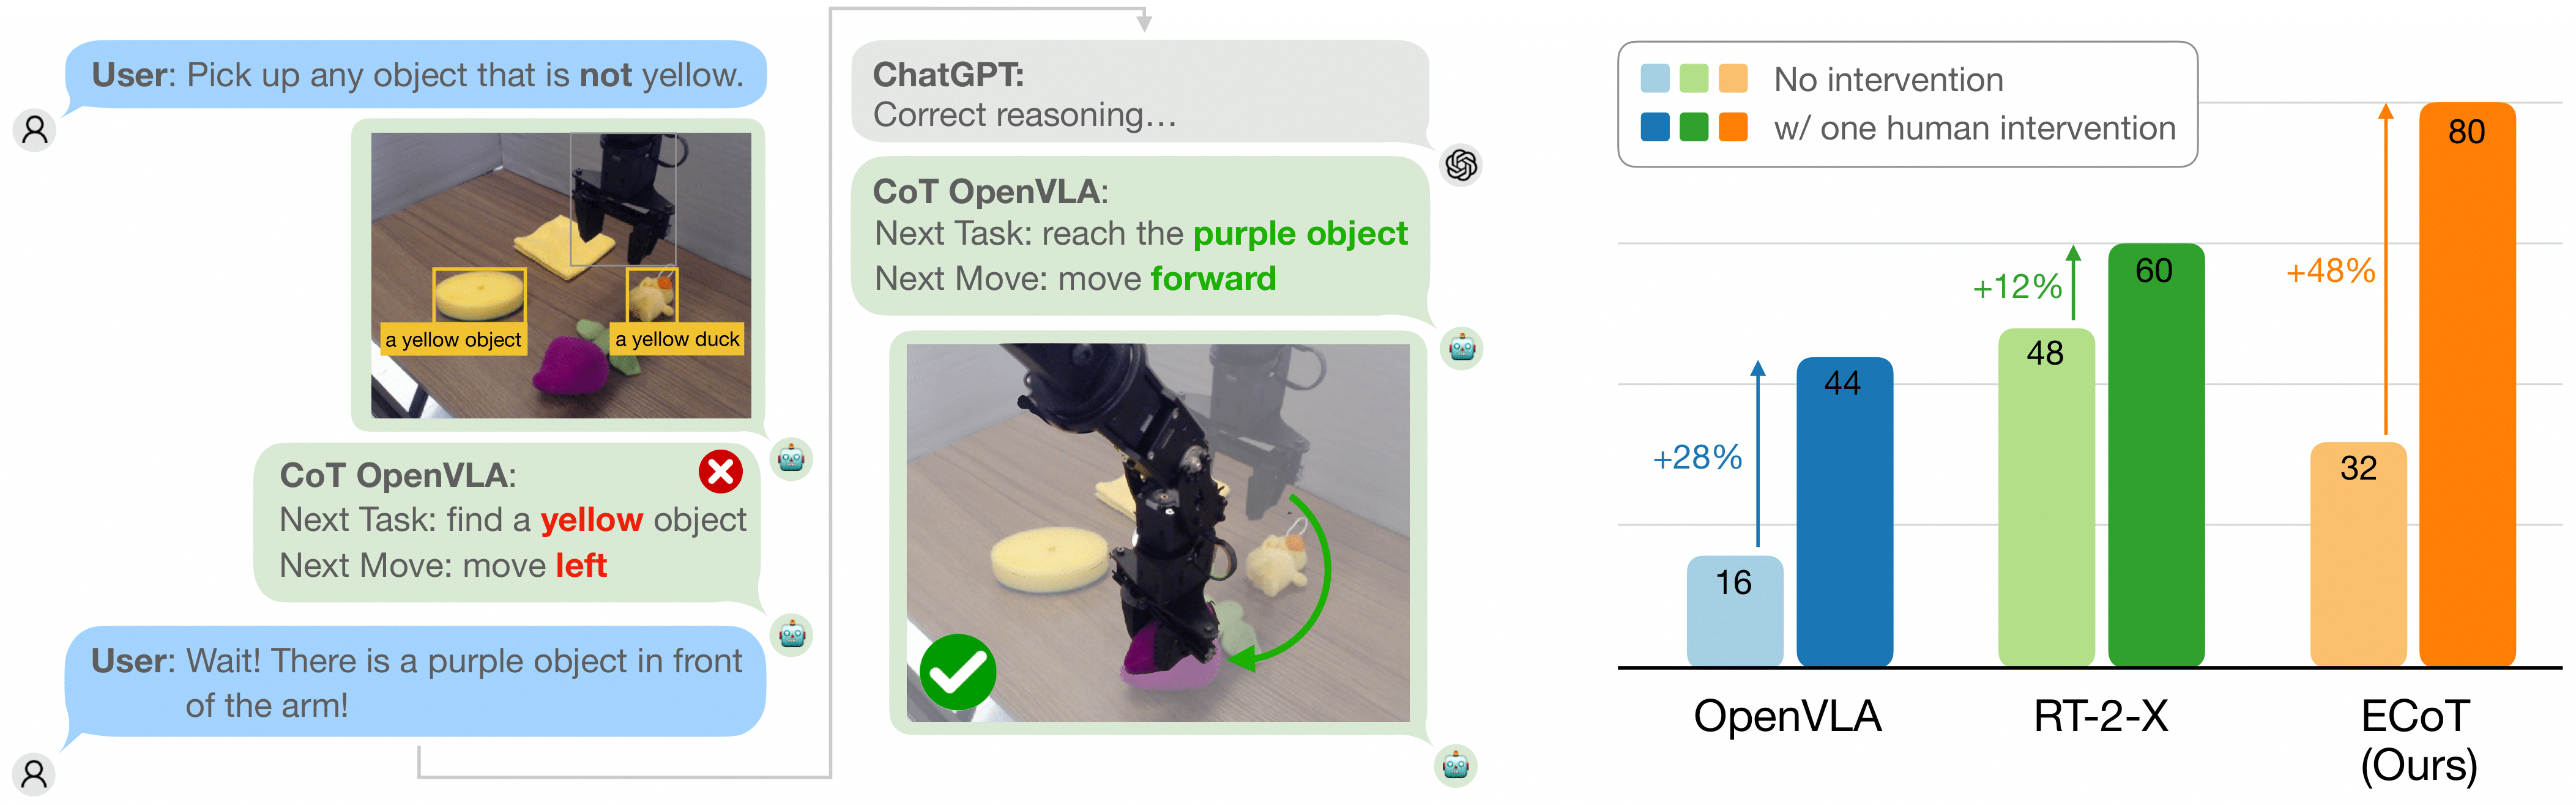 User: Pick up any object that is not yellow.
a yellow object
a yellow duck
CoT OpenVLA:
Next Task: find a yellow object
Next Move: move left
User: Wait! There is a purple object in front
of the arm!
ChatGPT:
Correct reasoning…
CoT OpenVLA:
Next Task: reach the purple object
Next Move: move forward
No intervention
w/ one human intervention
+28%
16
44
+12%
48
60
+48%
32
80
OpenVLA
RT-2-X
ECoT
(Ours)